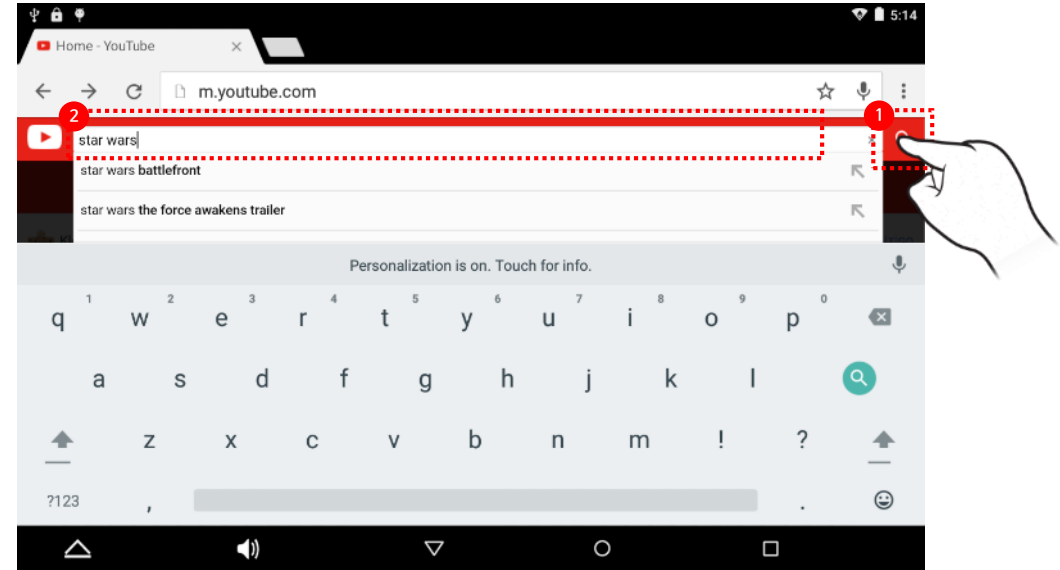 5:14
Home - YouTube
m.youtube.com
2
1
star wars
star wars battlefront
star wars the force awakens trailer
Personalization is on. Touch for info.
1 2 3 4 5 6 7 8 9 0
q w e r t y u i o p
a s d f g h j k l
z x c v b n m ! ?
?123 , .